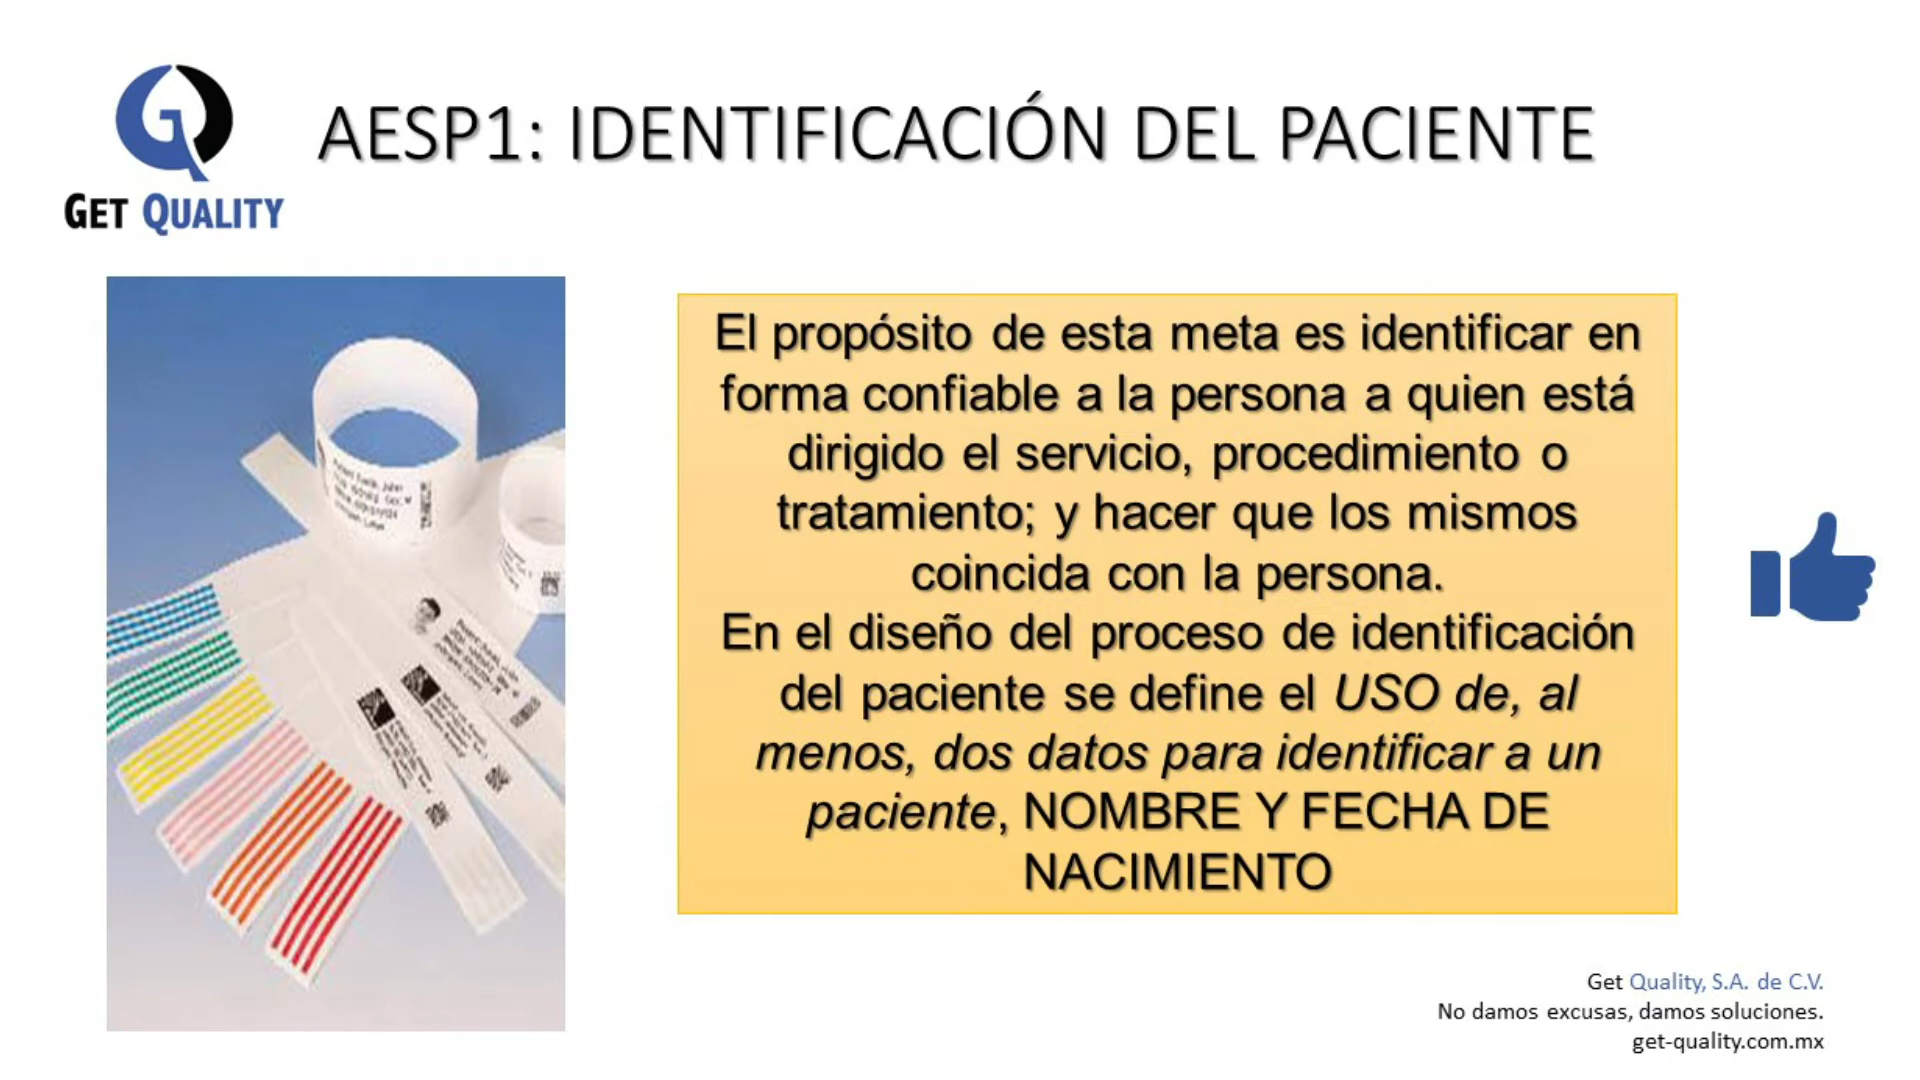 GET QUALITY
AESP1: IDENTIFICACIÓN DEL PACIENTE
El propósito de esta meta es identificar en
forma confiable a la persona a quien está
dirigido el servicio, procedimiento o
tratamiento; y hacer que los mismos
coincida con la persona.
En el diseño del proceso de identificación
del paciente se define el USO de, al
menos, dos datos para identificar a un
paciente, NOMBRE Y FECHA DE
NACIMIENTO
Get Quality, S.A. de C.V.
No damos excusas, damos soluciones.
get-quality.com.mx